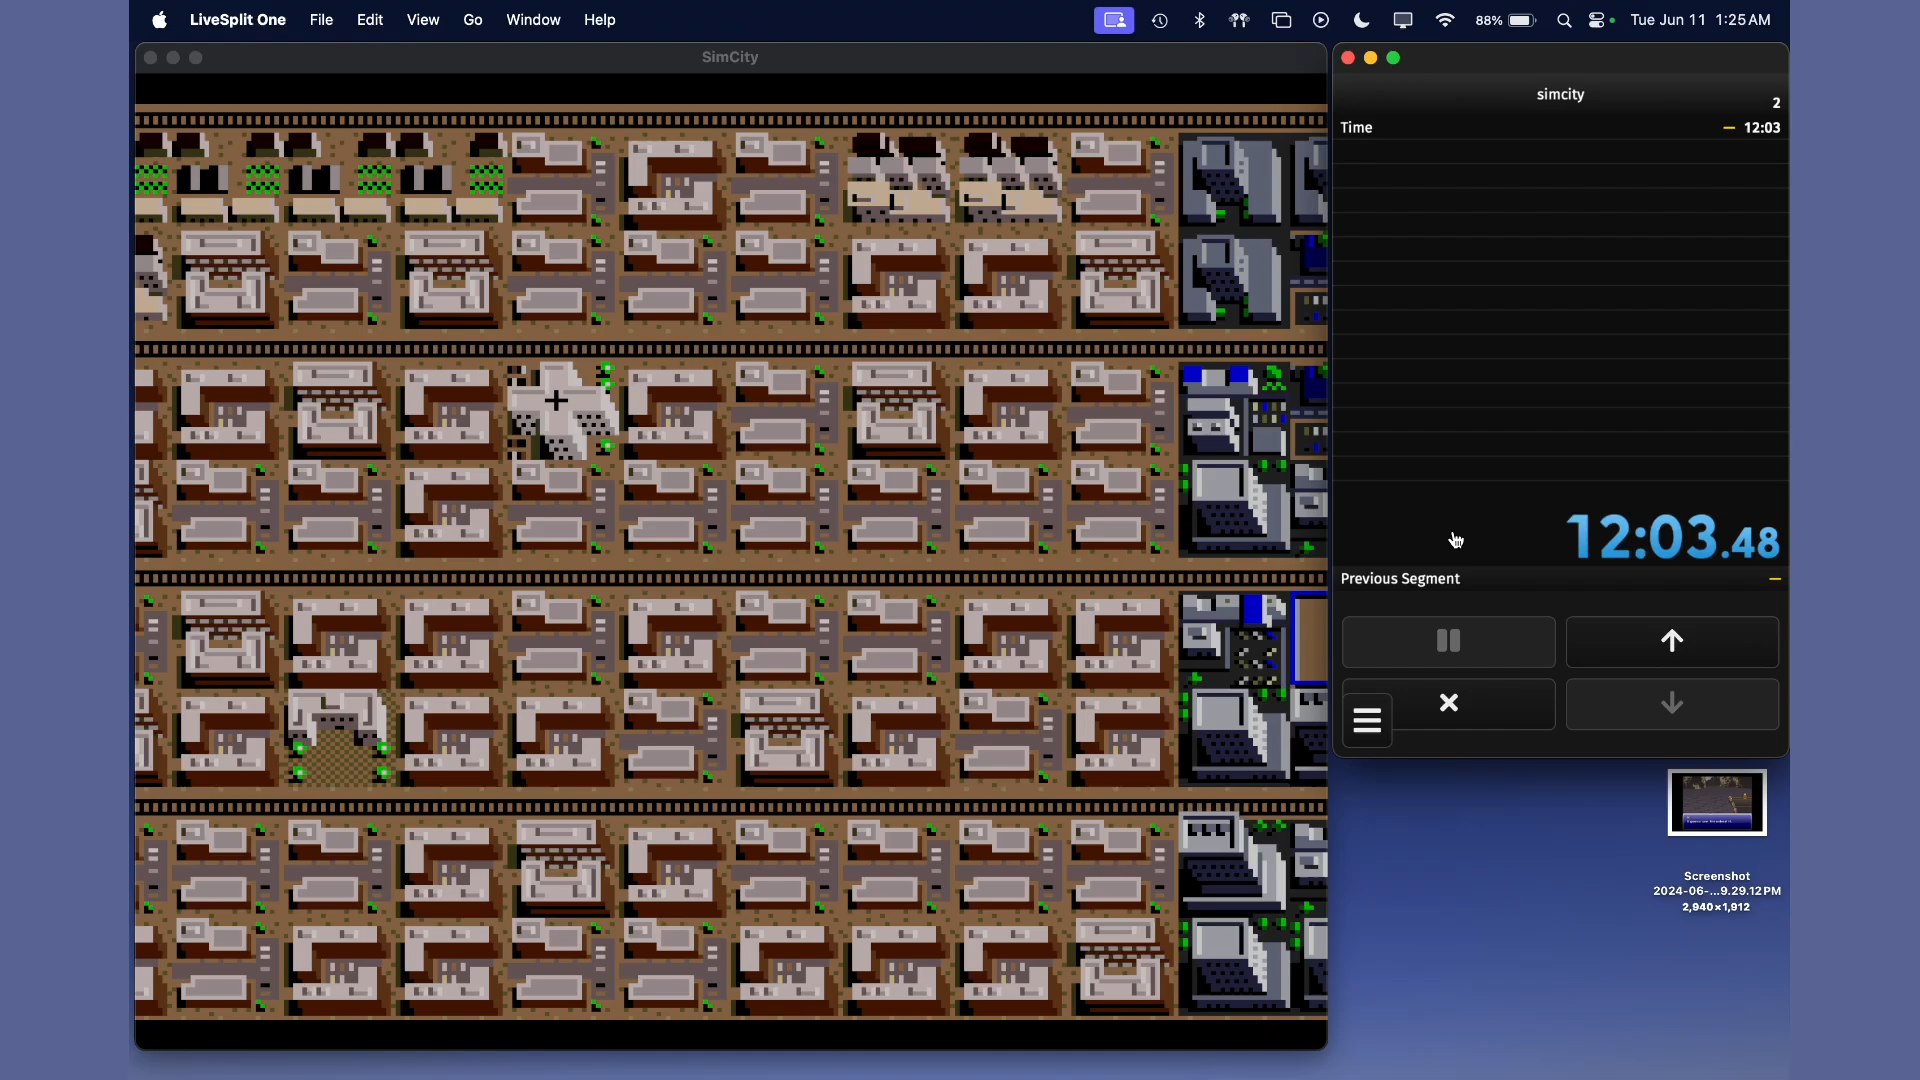 LiveSplit One File Edit View Go Window Help 88% Tue Jun 11 1:25 AM
SimCity
simcity
2
Time — 12:03
12:03.48
Previous Segment —
Screenshot
2024-06-...9.29.12 PM
2,940×1,912